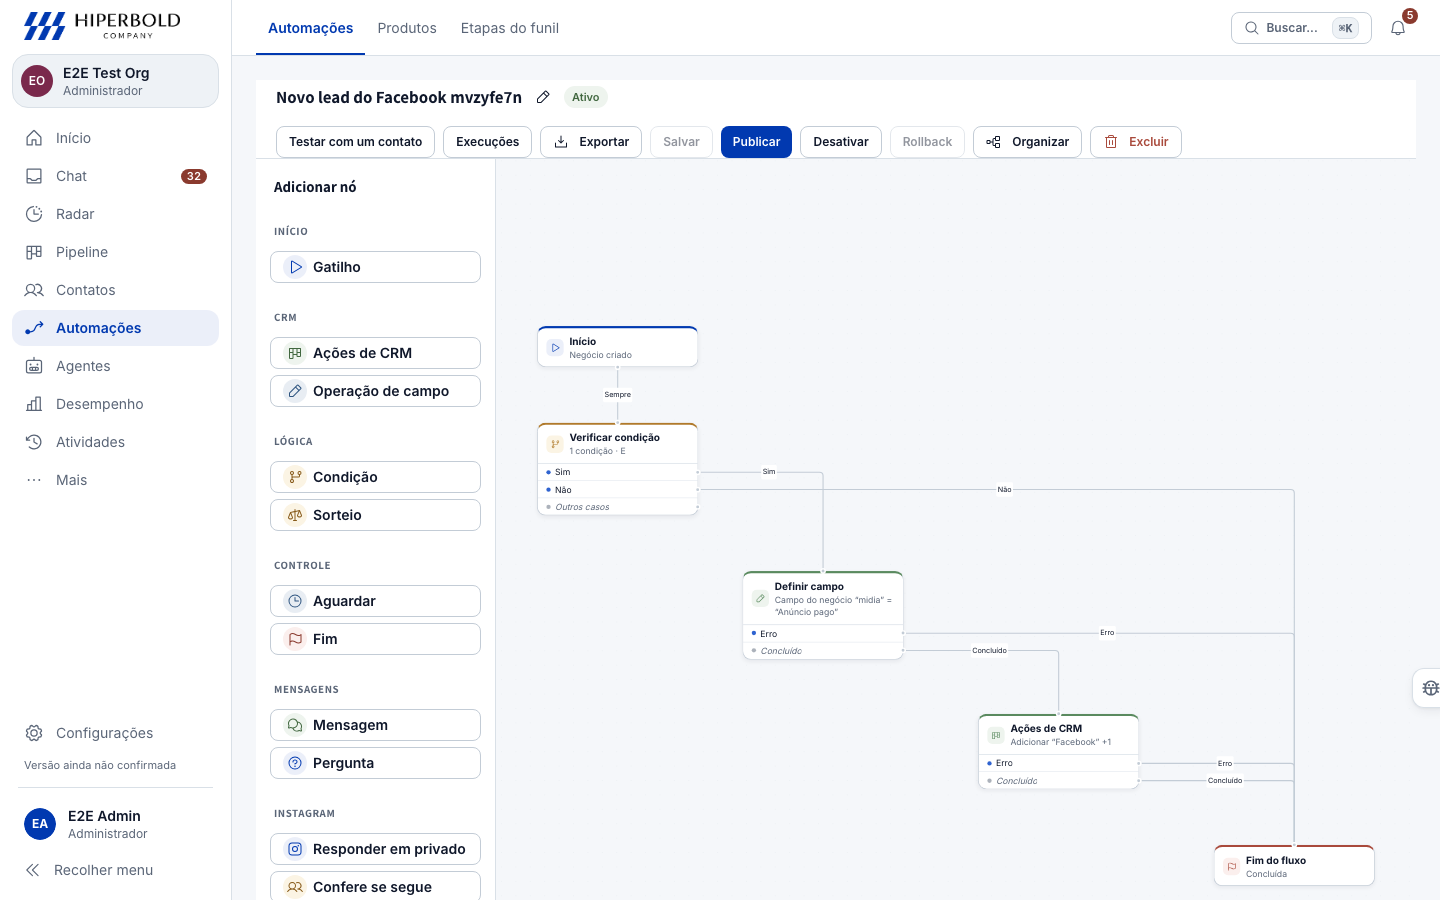 HIPERBOLD
COMPANY
EO
E2E Test Org
Administrador
Início
Chat
32
Radar
Pipeline
Contatos
Automações
Agentes
Desempenho
Atividades
Mais
Configurações
Versão ainda não confirmada
EA
E2E Admin
Administrador
Recolher menu
Automações Produtos Etapas do funil
Buscar... ⌘K
5
Novo lead do Facebook mvzyfe7n
Ativo
Testar com um contato Execuções Exportar Salvar Publicar Desativar Rollback Organizar Excluir
Adicionar nó
INÍCIO
Gatilho
CRM
Ações de CRM
Operação de campo
LÓGICA
Condição
Sorteio
CONTROLE
Aguardar
Fim
MENSAGENS
Mensagem
Pergunta
INSTAGRAM
Responder em privado
Confere se segue
Início
Negócio criado
Sempre
Verificar condição
1 condição · E
Sim
Não
Outros casos
Sim
Não
Definir campo
Campo do negócio “midia” =
“Anúncio pago”
Erro
Concluído
Erro
Concluído
Ações de CRM
Adicionar “Facebook” +1
Erro
Concluído
Erro
Concluído
Fim do fluxo
Concluída